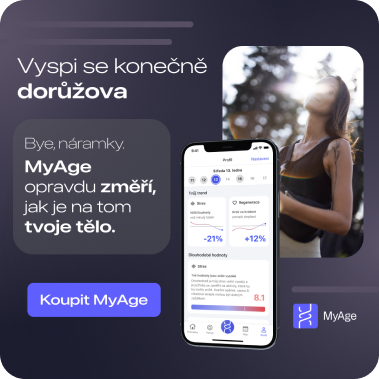 Vyspi se konečně
dorůžova
Bye, náramky.
MyAge
opravdu změří,
jak je na tom
tvoje tělo.
Koupit MyAge
Profil
Středa 13. ledna
Tvůj trend
Stres
Regenerace
-21%
+12%
Dlouhodobé hodnoty
Stres
8.1
MyAge